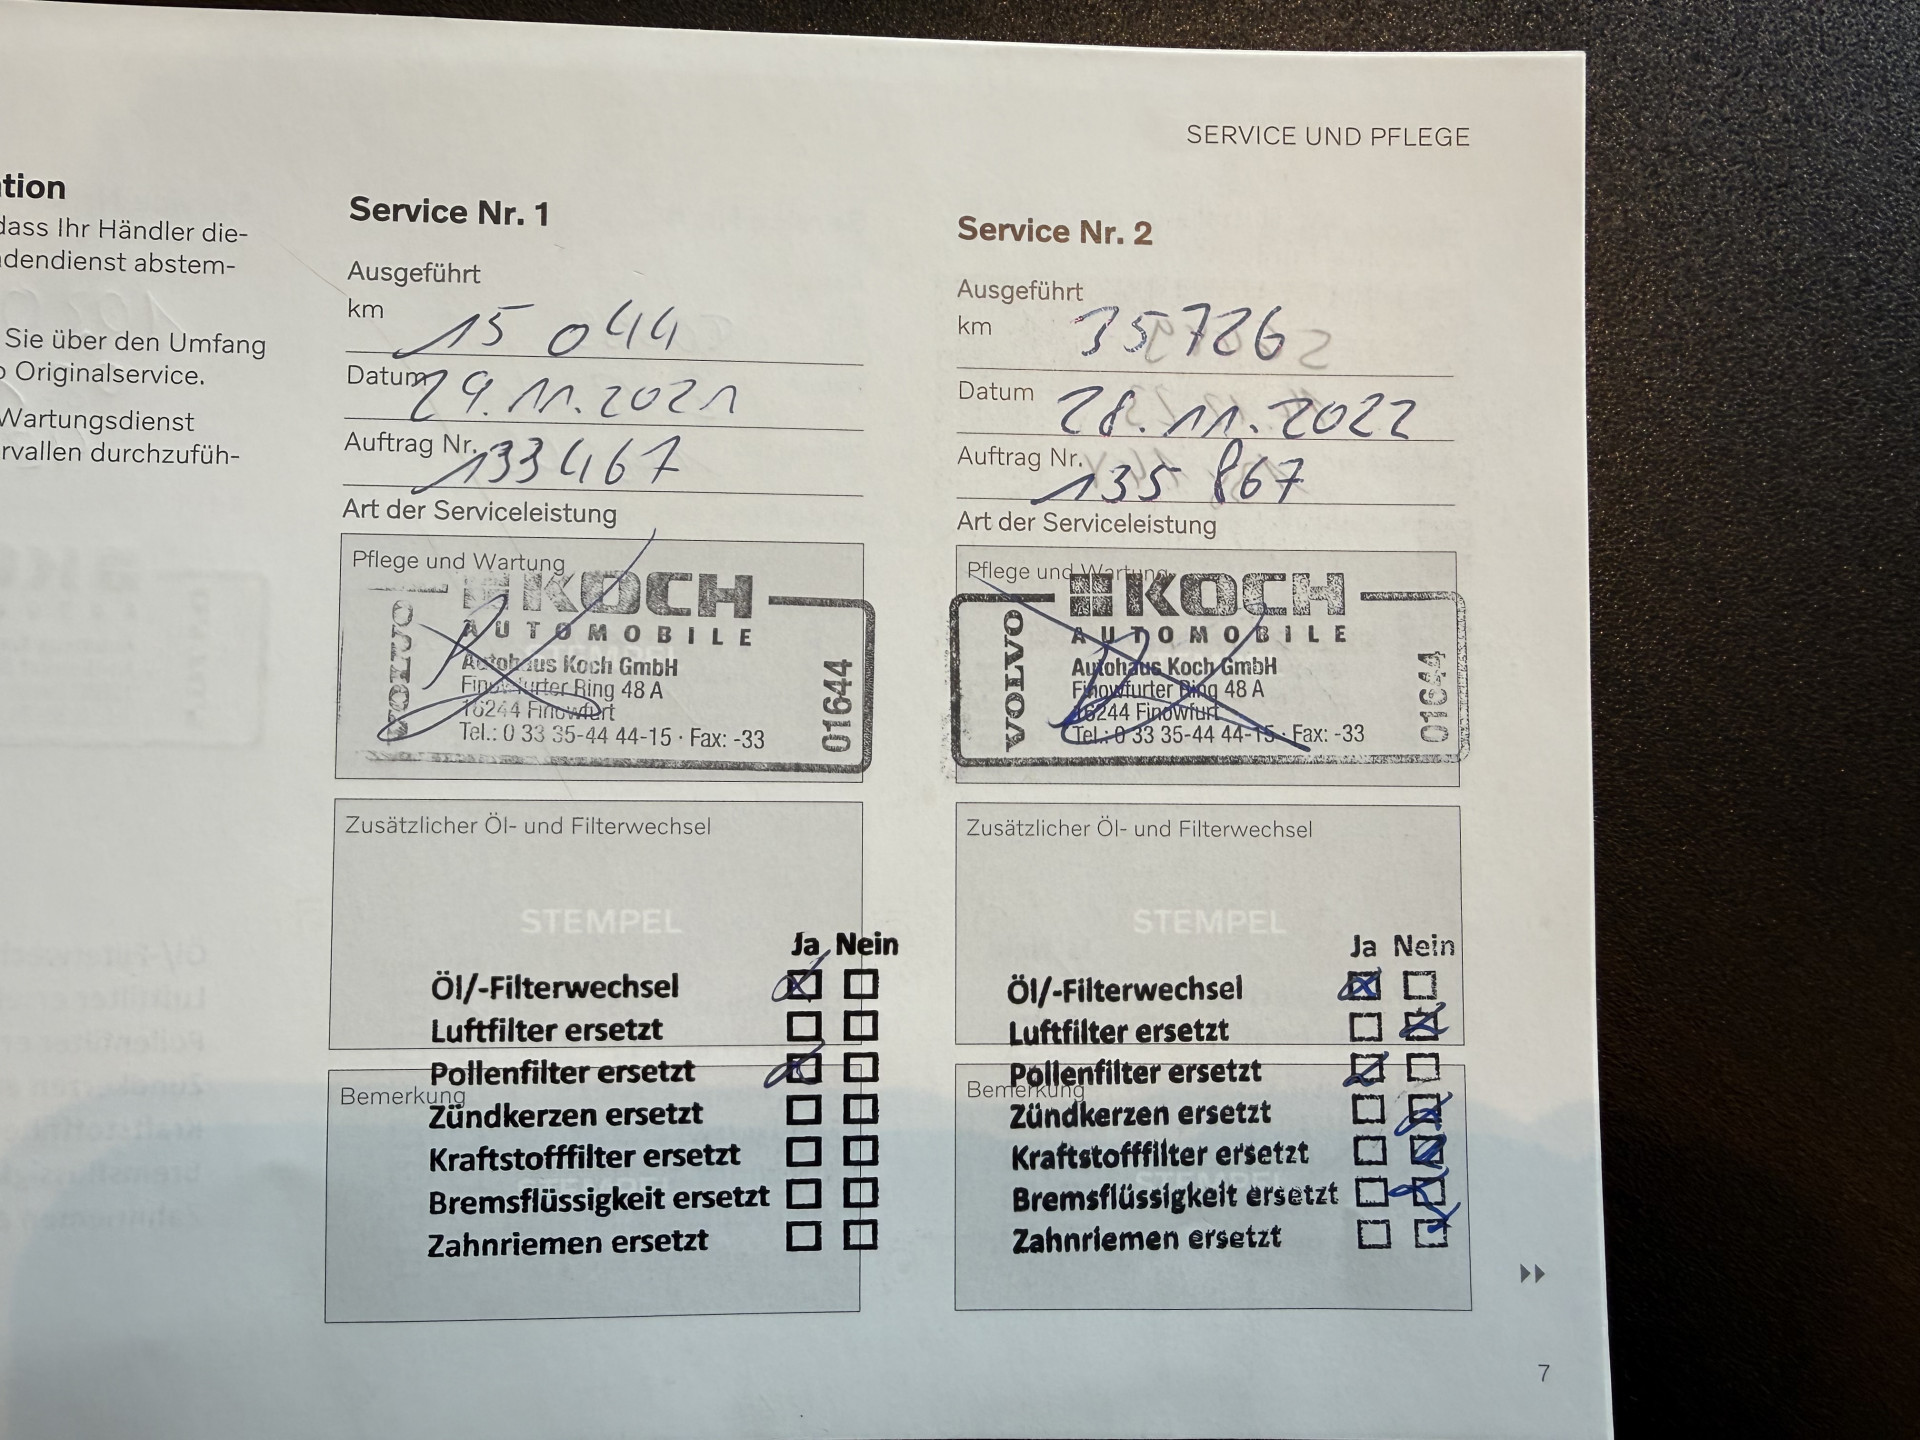 SERVICE UND PFLEGE
tion
dass Ihr Händler die-
dendienst abstem-
Sie über den Umfang
Originalservice.
Wartungsdienst
rvallen durchzufüh-
Service Nr. 1
Ausgeführt
km 15 044
Datum 29.11.2021
Auftrag Nr. 133467
Art der Serviceleistung
Pflege und Wartung
KOCH
AUTOMOBILE
VOLVO
Autohaus Koch GmbH
Finowfurter Ring 48 A
16244 Finowfurt
Tel.: 0 33 35-44 44-15 · Fax: -33
01644
Zusätzlicher Öl- und Filterwechsel
STEMPEL
Ja Nein
Öl/-Filterwechsel
Luftfilter ersetzt
Pollenfilter ersetzt
Bemerkung
Zündkerzen ersetzt
Kraftstofffilter ersetzt
STEMPEL
Bremsflüssigkeit ersetzt
Zahnriemen ersetzt
Service Nr. 2
Ausgeführt
km 35726
Datum 28.11.2022
Auftrag Nr. 135 867
Art der Serviceleistung
Pflege und Wartung
KOCH
AUTOMOBILE
VOLVO
Autohaus Koch GmbH
Finowfurter Ring 48 A
16244 Finowfurt
Tel.: 0 33 35-44 44-15 · Fax: -33
01644
Zusätzlicher Öl- und Filterwechsel
STEMPEL
Ja Nein
Öl/-Filterwechsel
Luftfilter ersetzt
Pollenfilter ersetzt
Bemerkung
Zündkerzen ersetzt
Kraftstofffilter ersetzt
STEMPEL
Bremsflüssigkeit ersetzt
Zahnriemen ersetzt
7